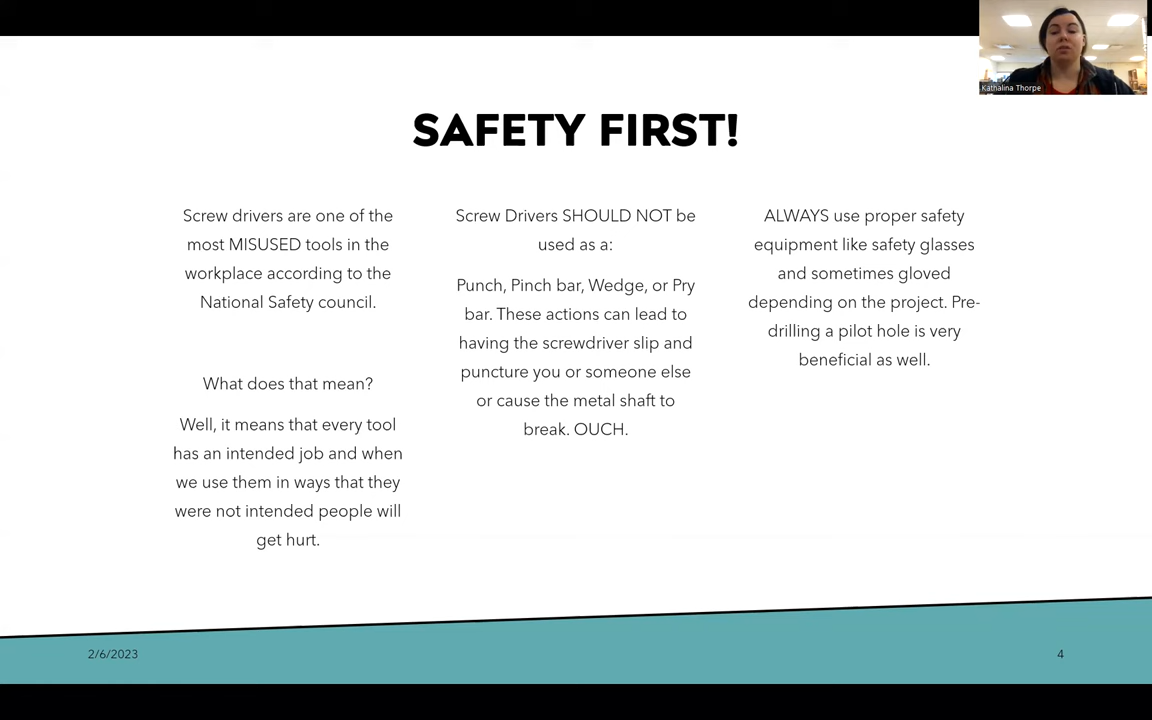 Kathalina Thorpe
SAFETY FIRST!
Screw drivers are one of the
most MISUSED tools in the
workplace according to the
National Safety council.
What does that mean?
Well, it means that every tool
has an intended job and when
we use them in ways that they
were not intended people will
get hurt.
Screw Drivers SHOULD NOT be
used as a:
Punch, Pinch bar, Wedge, or Pry
bar. These actions can lead to
having the screwdriver slip and
puncture you or someone else
or cause the metal shaft to
break. OUCH.
ALWAYS use proper safety
equipment like safety glasses
and sometimes gloved
depending on the project. Pre-
drilling a pilot hole is very
beneficial as well.
2/6/2023
4